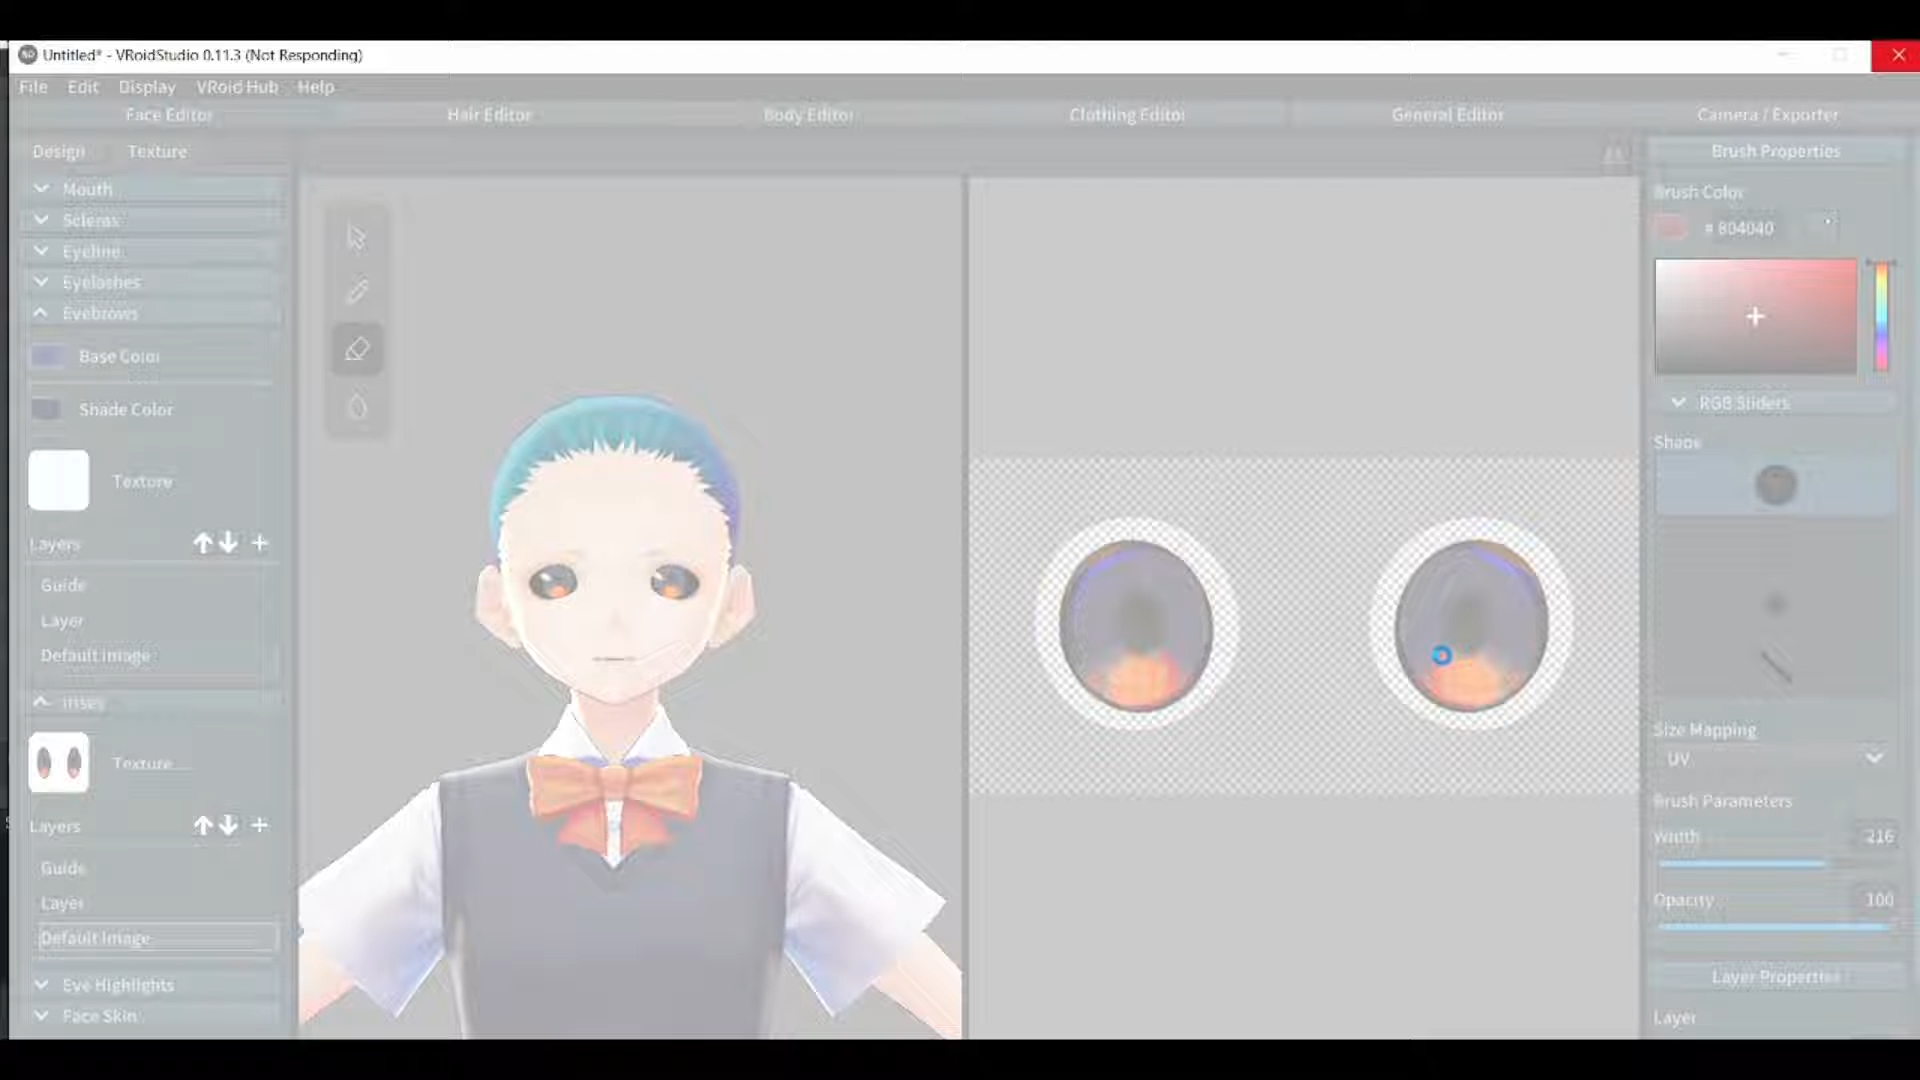 Untitled* - VRoidStudio 0.11.3 (Not Responding)
File Edit Display VRoid Hub Help
Face Editor Hair Editor Body Editor Clothing Editor General Editor Camera / Exporter
Design Texture
Mouth
Scleras
Eyeline
Eyelashes
Eyebrows
Base Color
Shade Color
Texture
Layers
Guide
Layer
Default Image
Irises
Texture
Layers
Guide
Layer
Default Image
Eye Highlights
Face Skin
Brush Properties
Brush Color
# 804040
RGB Sliders
Shape
Size Mapping
UV
Brush Parameters
Width 216
Opacity 100
Layer Properties
Layer